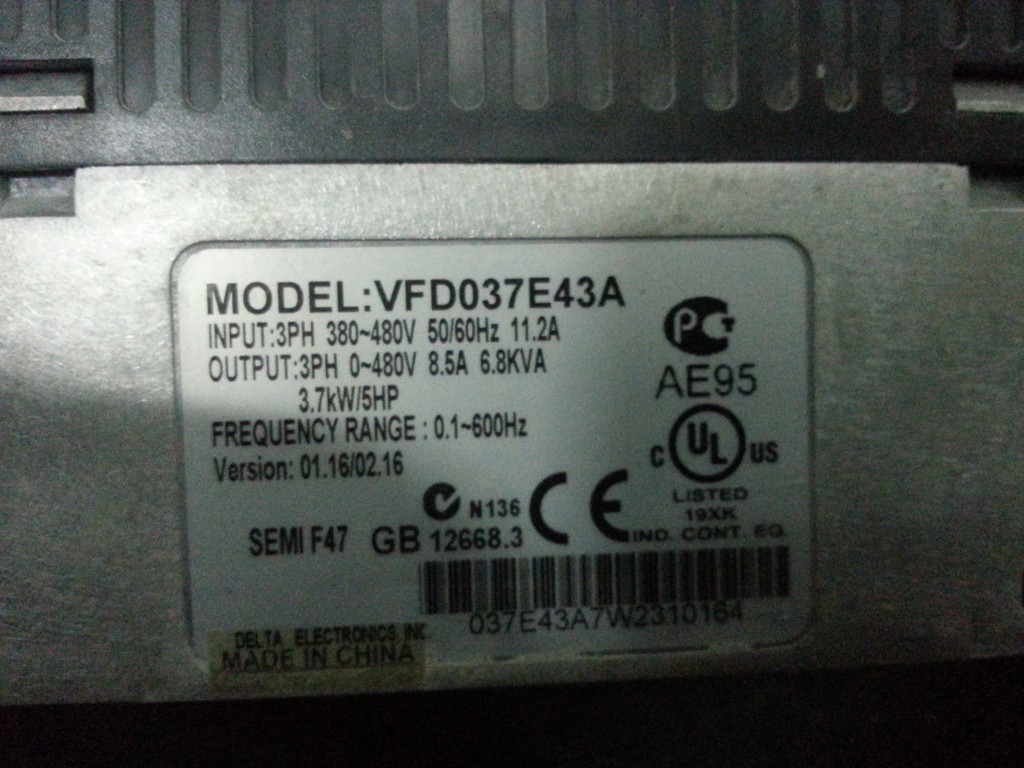 MODEL:VFD037E43A
INPUT:3PH 380~480V 50/60Hz 11.2A
OUTPUT:3PH 0~480V 8.5A 6.8KVA
3.7kW/5HP
FREQUENCY RANGE : 0.1~600Hz
Version: 01.16/02.16
PCT
AE95
C UL US
LISTED
19XK
IND. CONT. EQ.
N136
CE
SEMI F47 GB 12668.3
037E43A7W2310164
DELTA ELECTRONICS INC.
MADE IN CHINA